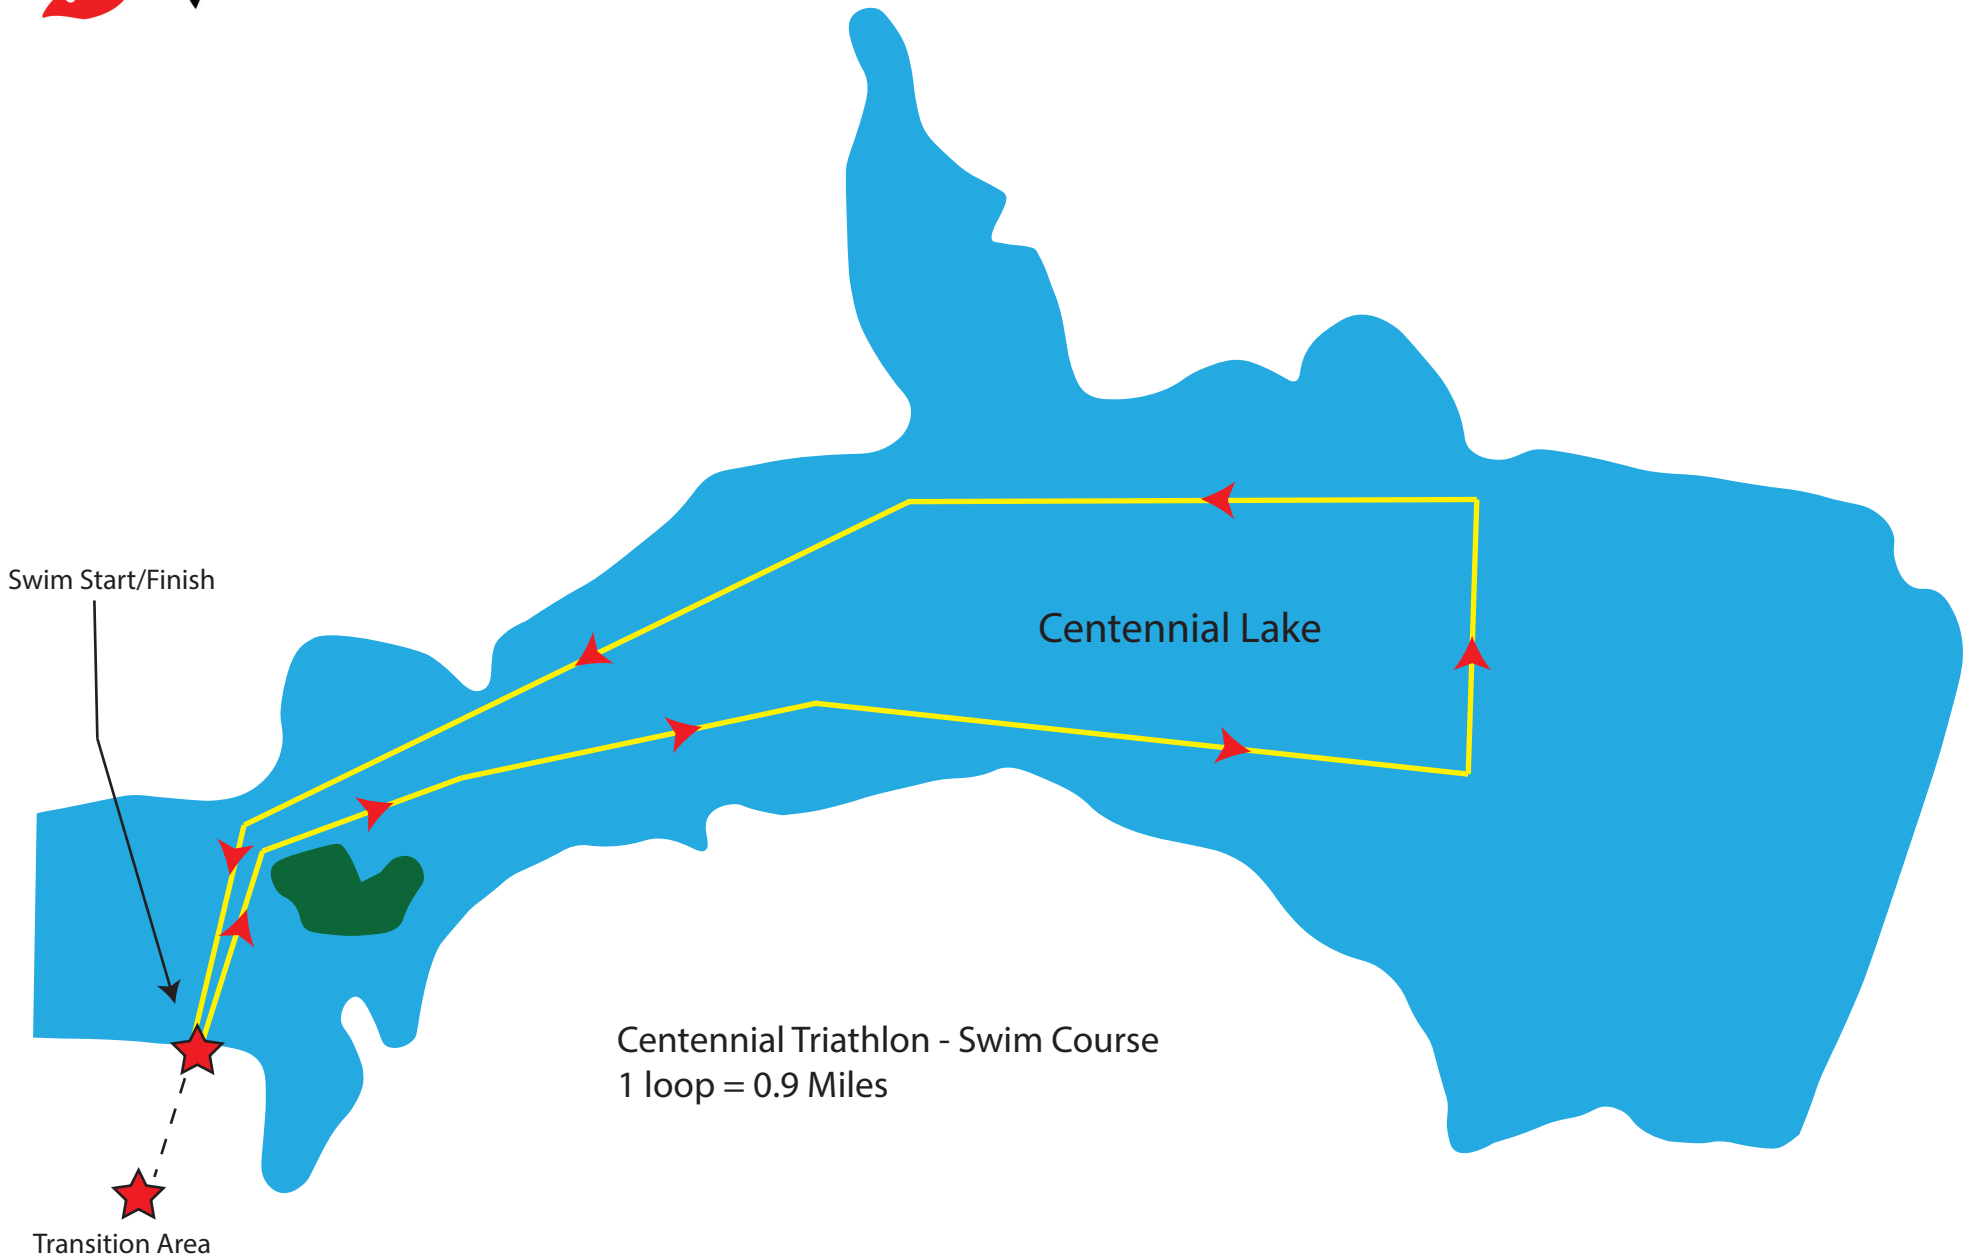 Swim Start/Finish
Centennial Lake
Centennial Triathlon - Swim Course
1 loop = 0.9 Miles
Transition Area